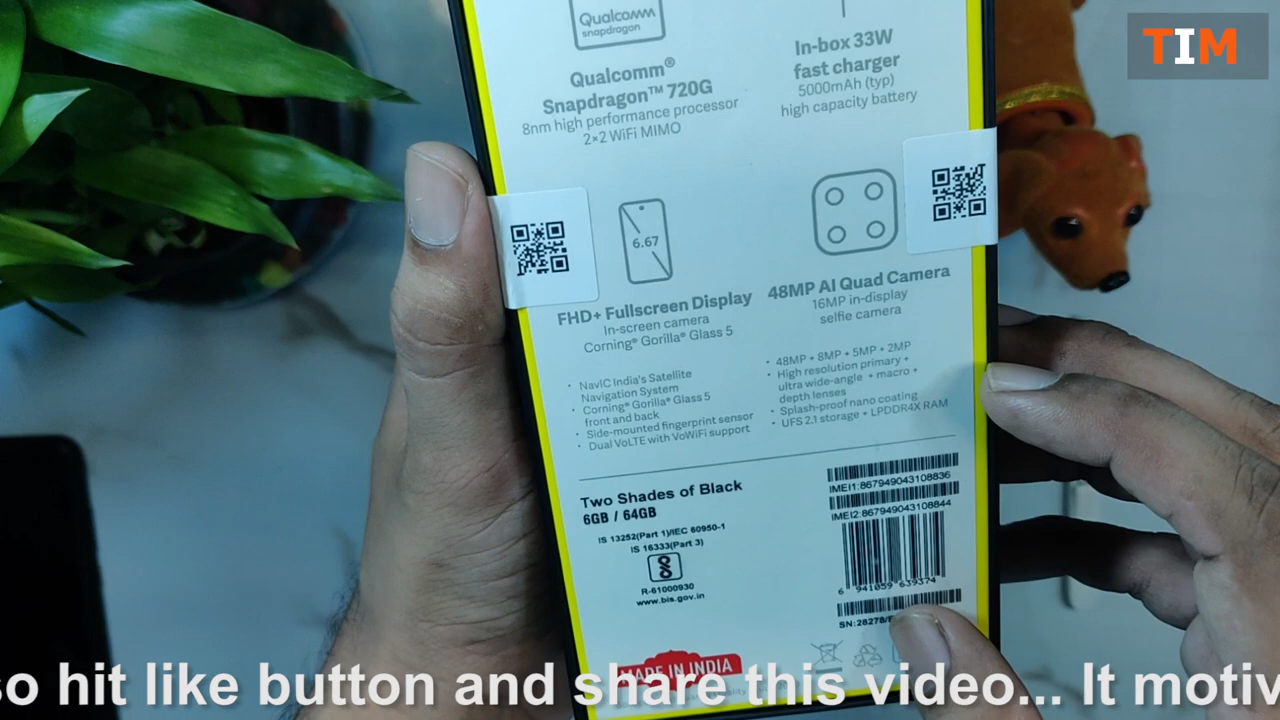 TIM
Qualcomm
snapdragon
Qualcomm®
Snapdragon™ 720G
8nm high performance processor
2×2 WiFi MIMO
In-box 33W
fast charger
5000mAh (typ)
high capacity battery
6.67
FHD+ Fullscreen Display
In-screen camera
Corning® Gorilla® Glass 5
48MP AI Quad Camera
16MP in-display
selfie camera
• NavIC India's Satellite
Navigation System
• Corning® Gorilla® Glass 5
front and back
• Side-mounted fingerprint sensor
• Dual VoLTE with VoWiFi support
• 48MP + 8MP + 5MP + 2MP
• High resolution primary +
ultra wide-angle + macro +
depth lenses
• Splash-proof nano coating
• UFS 2.1 storage + LPDDR4X RAM
Two Shades of Black
6GB / 64GB
IS 13252(Part 1)/IEC 60950-1
IS 16333(Part 3)
R-61000930
www.bis.gov.in
IMEI1:867949043108836
IMEI2:867949043108844
6 941059 639374
SN:28278/
MADE IN INDIA
so hit like button and share this video... It motiv